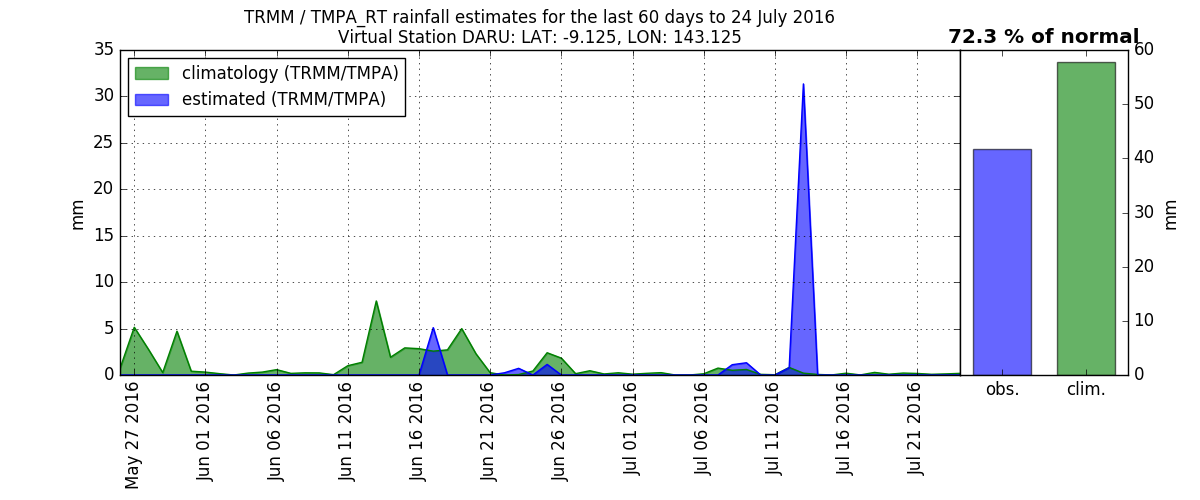 TRMM / TMPA_RT rainfall estimates for the last 60 days to 24 July 2016
Virtual Station DARU: LAT: -9.125, LON: 143.125
72.3 % of normal
climatology (TRMM/TMPA)
estimated (TRMM/TMPA)
35
30
25
20
15
10
5
0
mm
May 27 2016
Jun 01 2016
Jun 06 2016
Jun 11 2016
Jun 16 2016
Jun 21 2016
Jun 26 2016
Jul 01 2016
Jul 06 2016
Jul 11 2016
Jul 16 2016
Jul 21 2016
obs.
clim.
60
50
40
30
20
10
0
mm